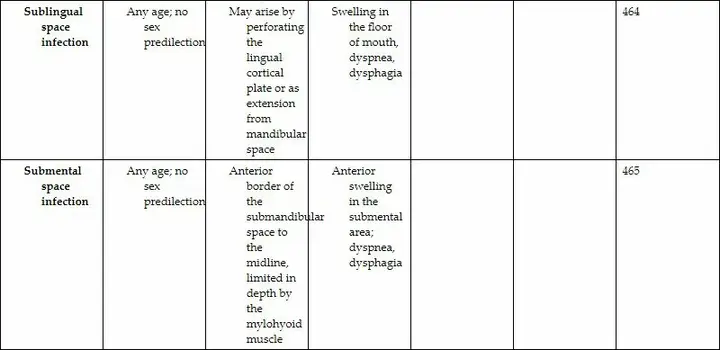 Sublingual
space
infection
Any age; no
sex
predilection
May arise by
perforating
the
lingual
cortical
plate or as
extension
from
mandibular
space
Swelling in
the floor
of mouth,
dyspnea,
dysphagia
464
Submental
space
infection
Any age; no
sex
predilection
Anterior
border of
the
submandibular
space to
the
midline,
limited in
depth by
the
mylohyoid
muscle
Anterior
swelling
in the
submental
area;
dyspnea,
dysphagia
465